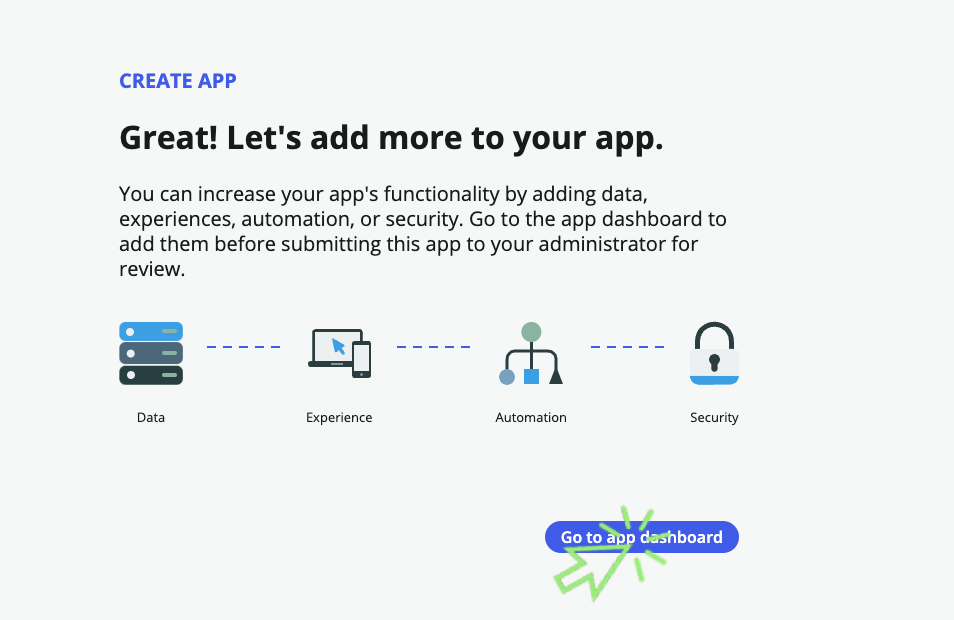 CREATE APP
Great! Let's add more to your app.
You can increase your app's functionality by adding data,
experiences, automation, or security. Go to the app dashboard to
add them before submitting this app to your administrator for
review.
Data
Experience
Automation
Security
Go to app dashboard